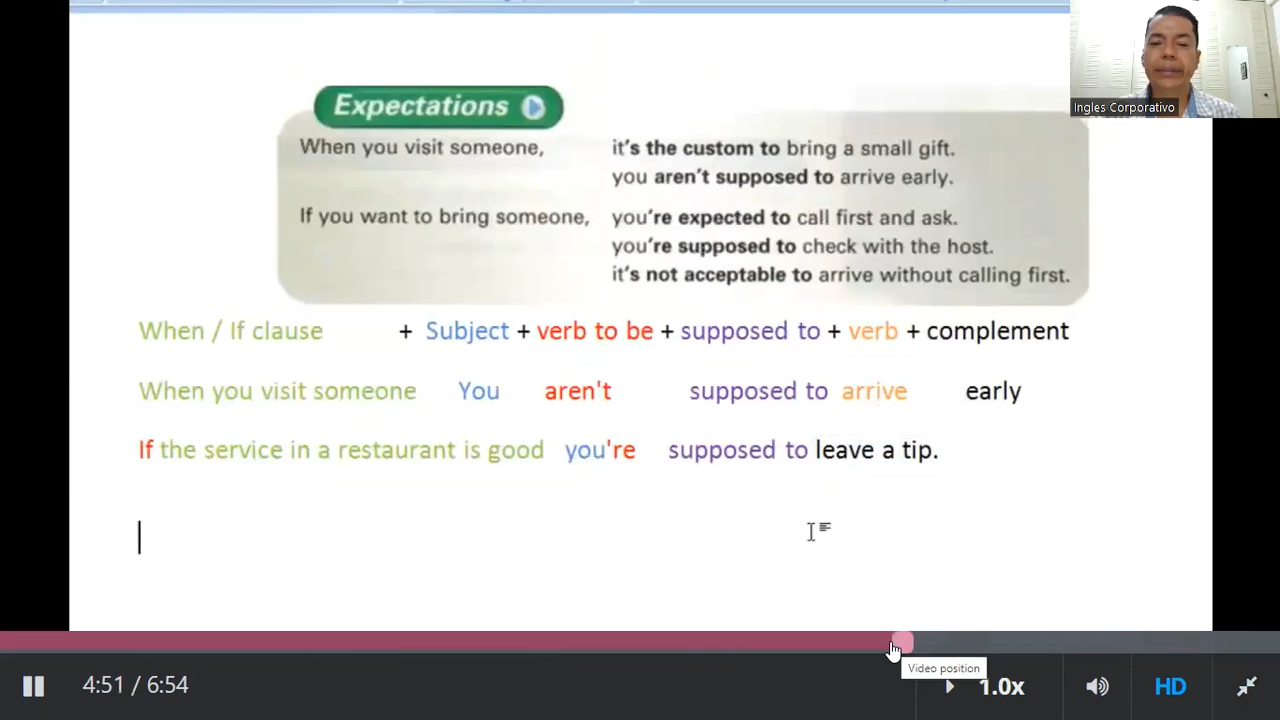 Ingles Corporativo
Expectations
When you visit someone, it's the custom to bring a small gift.
you aren't supposed to arrive early.
If you want to bring someone, you're expected to call first and ask.
you're supposed to check with the host.
it's not acceptable to arrive without calling first.
When / If clause + Subject + verb to be + supposed to + verb + complement
When you visit someone You aren't supposed to arrive early
If the service in a restaurant is good you're supposed to leave a tip.
Video position
4:51 / 6:54 1.0x HD